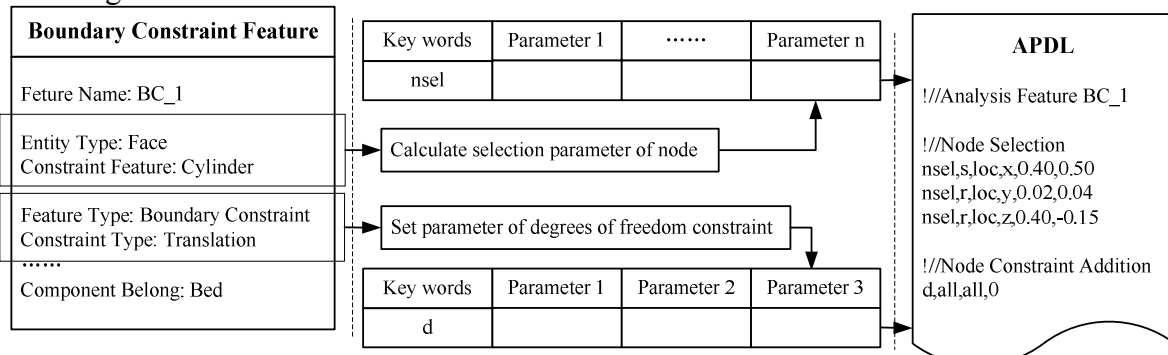 Boundary Constraint Feature
Feture Name: BC_1
Entity Type: Face
Constraint Feature: Cylinder
Feature Type: Boundary Constraint
Constraint Type: Translation
……
Component Belong: Bed
Key words Parameter 1 …… Parameter n
nsel
Calculate selection parameter of node
Set parameter of degrees of freedom constraint
Key words Parameter 1 Parameter 2 Parameter 3
d
APDL
!//Analysis Feature BC_1
!//Node Selection
nsel,s,loc,x,0.40,0.50
nsel,r,loc,y,0.02,0.04
nsel,r,loc,z,0.40,-0.15
!//Node Constraint Addition
d,all,all,0